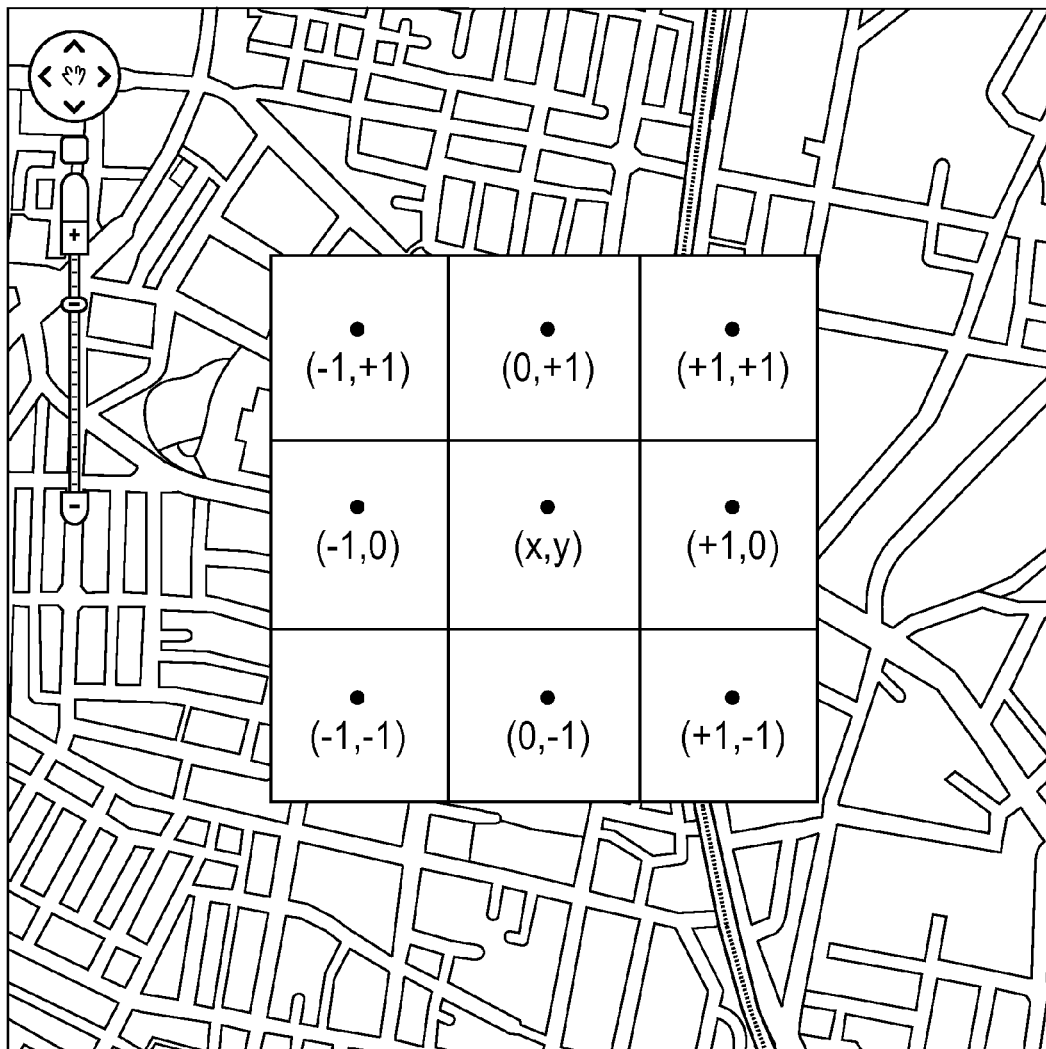 +
-
-
(-1,+1) (0,+1) (+1,+1)
(-1,0) (x,y) (+1,0)
(-1,-1) (0,-1) (+1,-1)